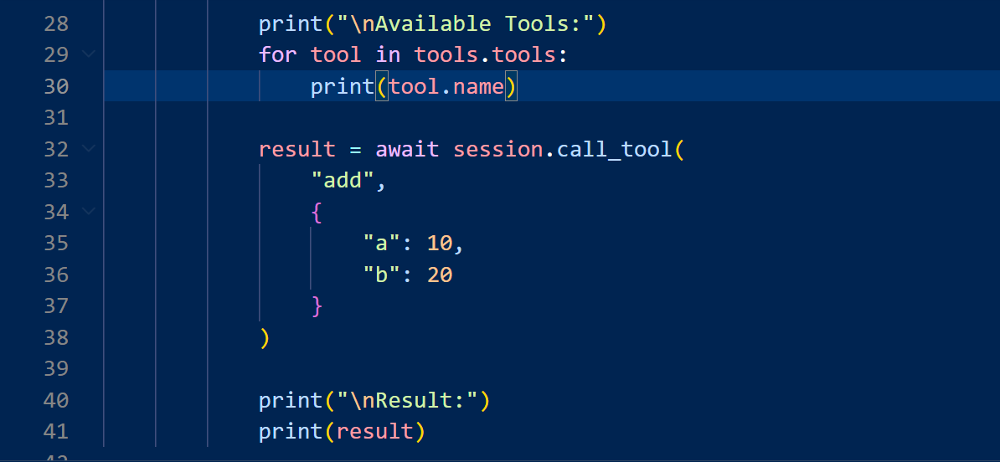 28 print("\nAvailable Tools:")
29 for tool in tools.tools:
30 print(tool.name)
31
32 result = await session.call_tool(
33 "add",
34 {
35 "a": 10,
36 "b": 20
37 }
38 )
39
40 print("\nResult:")
41 print(result)